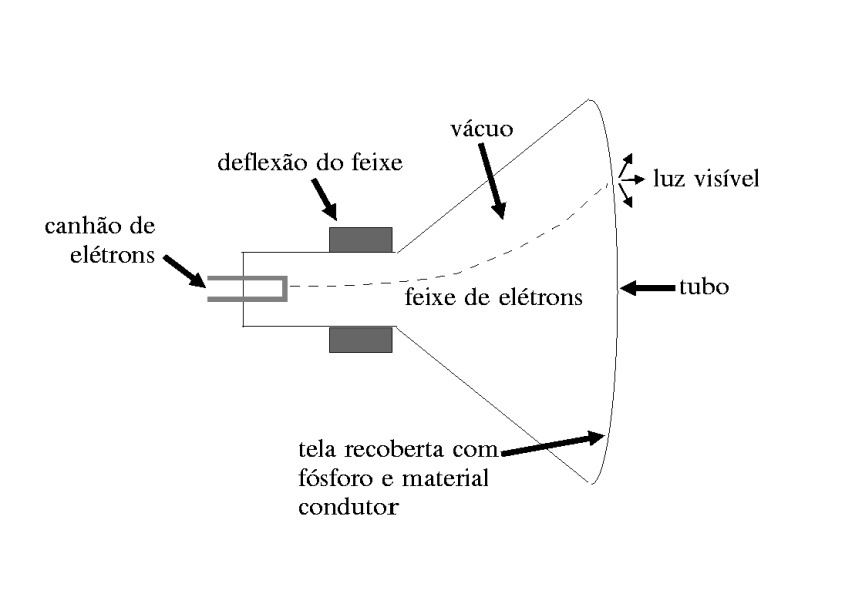 vácuo
deflexão do feixe
luz visível
canhão de
elétrons
feixe de elétrons
tubo
tela recoberta com
fósforo e material
condutor